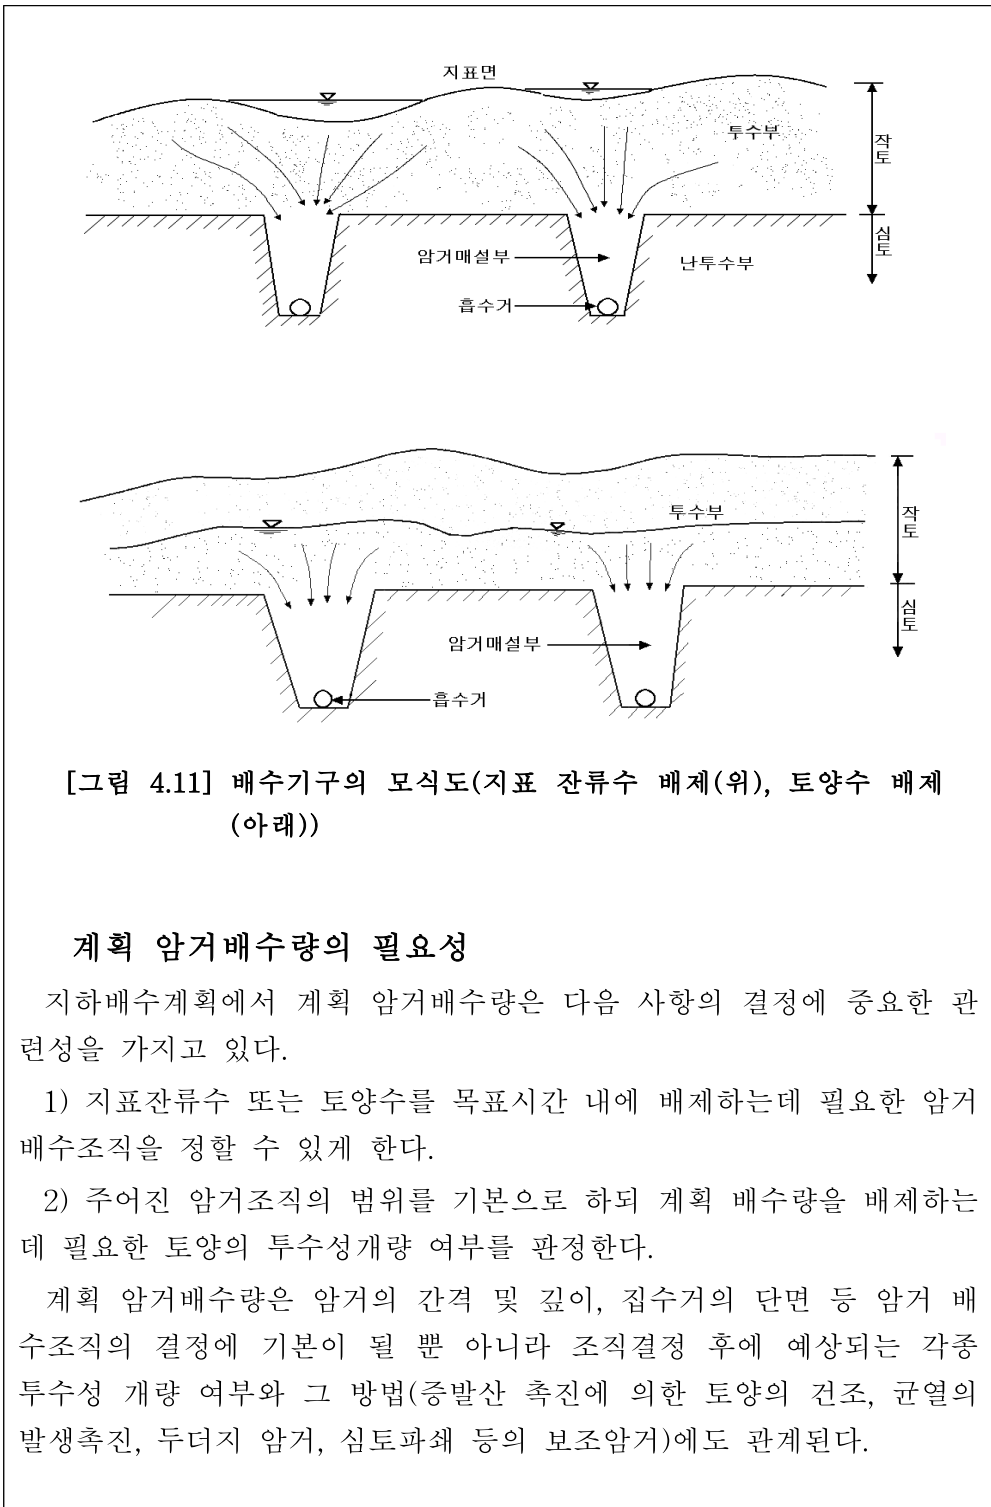 지표면
투수부
작토
암거매설부
난투수부
심토
흡수거
투수부
작토
심토
암거매설부
흡수거
[그림 4.11] 배수기구의 모식도(지표 잔류수 배제(위), 토양수 배제
(아래))
계획 암거배수량의 필요성
지하배수계획에서 계획 암거배수량은 다음 사항의 결정에 중요한 관
련성을 가지고 있다.
1) 지표잔류수 또는 토양수를 목표시간 내에 배제하는데 필요한 암거
배수조직을 정할 수 있게 한다.
2) 주어진 암거조직의 범위를 기본으로 하되 계획 배수량을 배제하는
데 필요한 토양의 투수성개량 여부를 판정한다.
계획 암거배수량은 암거의 간격 및 깊이, 집수거의 단면 등 암거 배
수조직의 결정에 기본이 될 뿐 아니라 조직결정 후에 예상되는 각종
투수성 개량 여부와 그 방법(증발산 촉진에 의한 토양의 건조, 균열의
발생촉진, 두더지 암거, 심토파쇄 등의 보조암거)에도 관계된다.